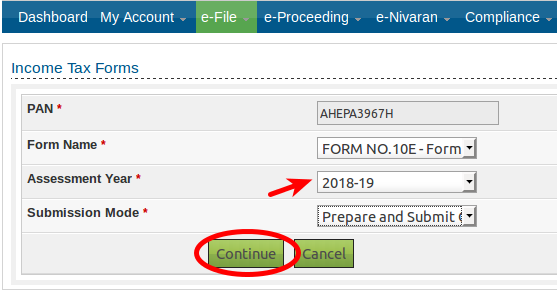 Dashboard My Account e-File e-Proceeding e-Nivaran Compliance
Income Tax Forms
PAN *
AHEPA3967H
Form Name *
FORM NO.10E - Form
Assessment Year *
2018-19
Submission Mode *
Prepare and Submit
Continue Cancel